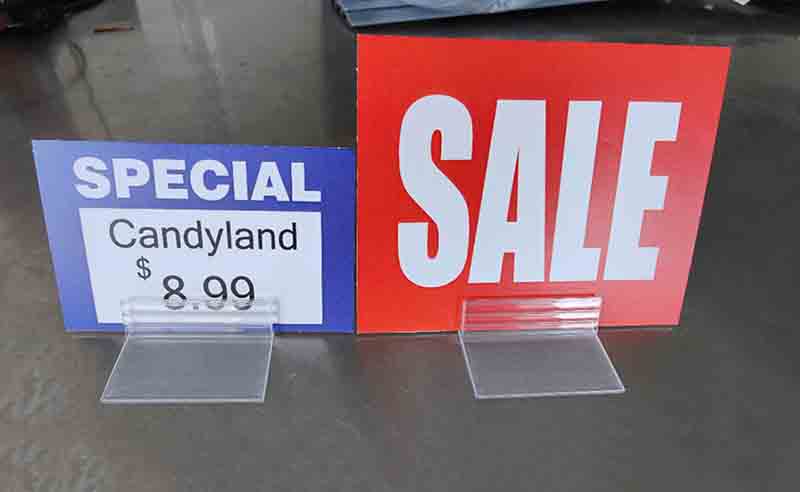 SPECIAL
Candyland
$
8.99
SALE